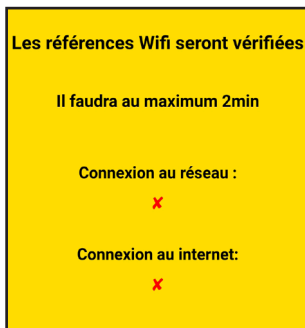 Les références Wifi seront vérifiées
Il faudra au maximum 2min
Connexion au réseau :
✘
Connexion au internet:
✘